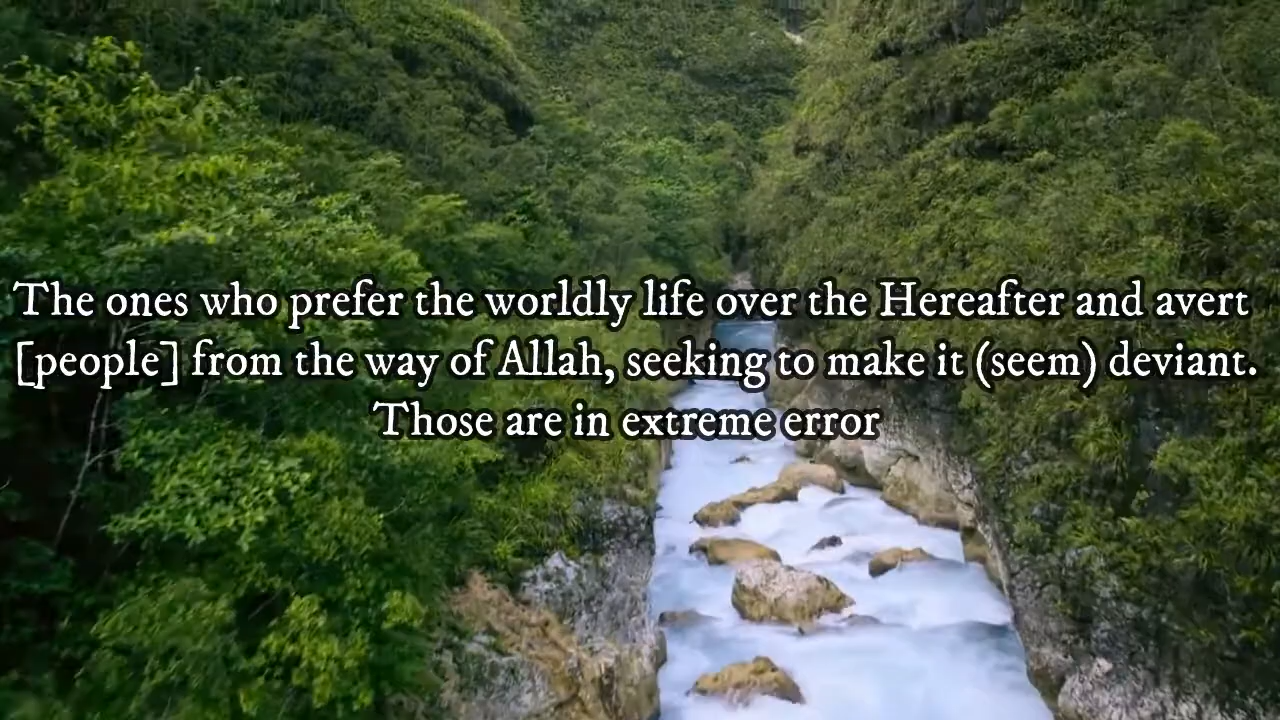 The ones who prefer the worldly life over the Hereafter and avert
[people] from the way of Allah, seeking to make it (seem) deviant.
Those are in extreme error